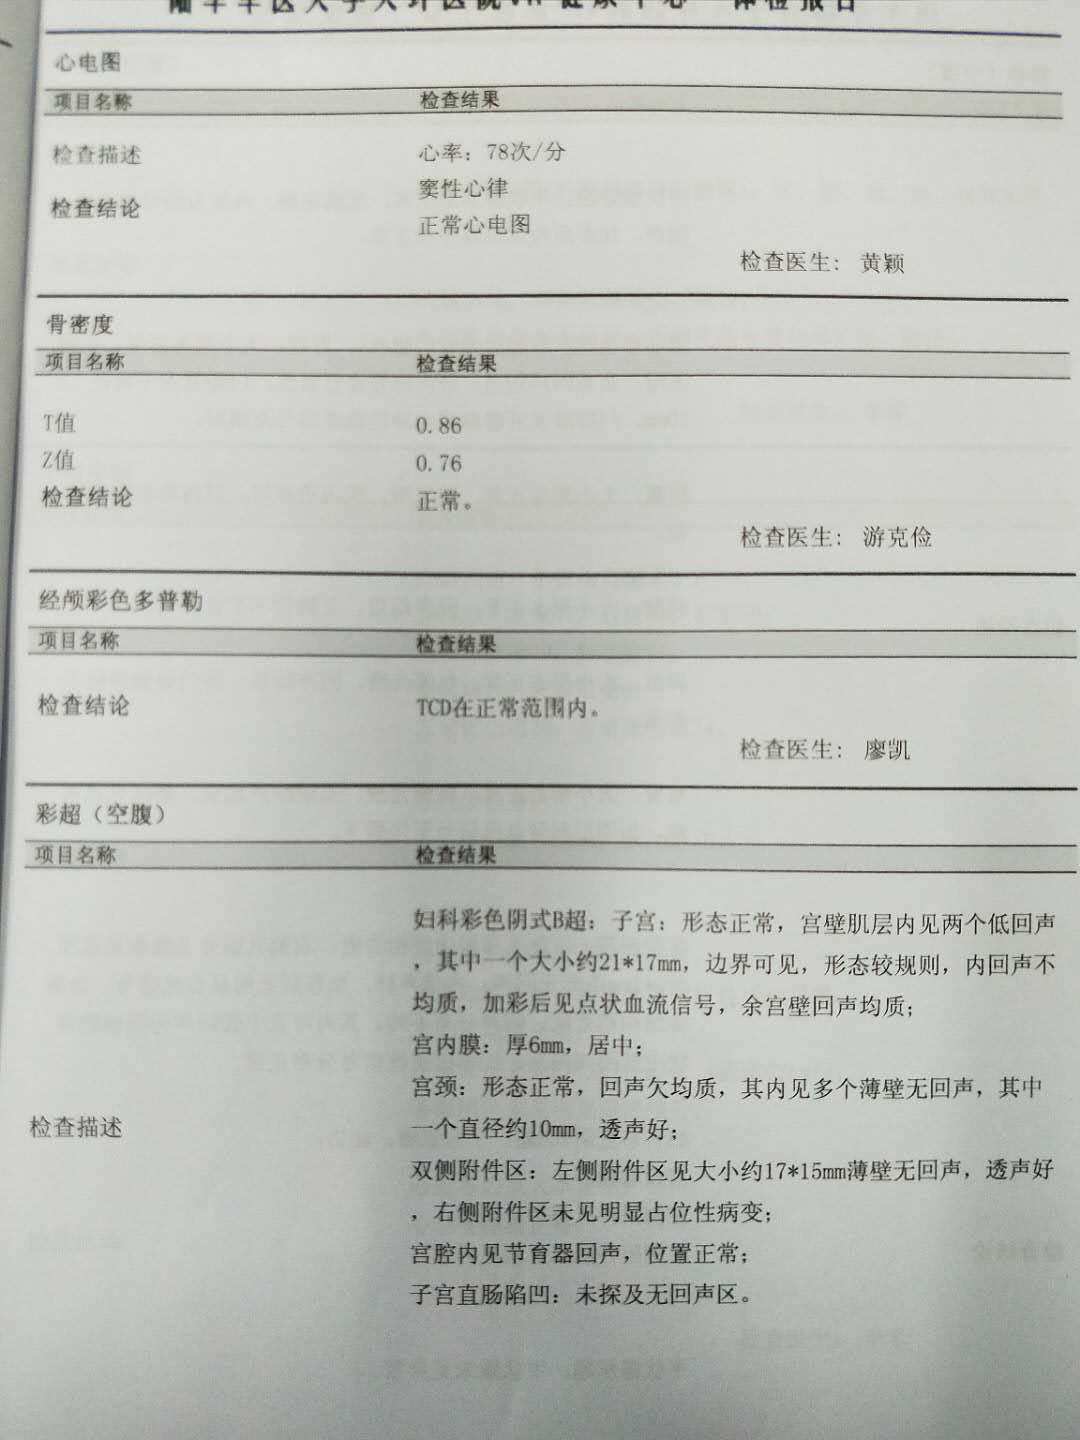 陆军军医大学大坪医院 健康中心 体检报告
心电图
项目名称 检查结果
检查描述 心率：78次/分
窦性心律
检查结论
正常心电图
检查医生： 黄颖
骨密度
项目名称 检查结果
T值 0.86
Z值 0.76
检查结论 正常。
检查医生： 游克俭
经颅彩色多普勒
项目名称 检查结果
检查结论 TCD在正常范围内。
检查医生： 廖凯
彩超（空腹）
项目名称 检查结果
妇科彩色阴式B超：子宫：形态正常，宫壁肌层内见两个低回声
，其中一个大小约21*17mm，边界可见，形态较规则，内回声不
均质，加彩后见点状血流信号，余宫壁回声均质；
宫内膜：厚6mm，居中；
宫颈：形态正常，回声欠均质，其内见多个薄壁无回声，其中
检查描述 一个直径约10mm，透声好；
双侧附件区：左侧附件区见大小约17*15mm薄壁无回声，透声好
，右侧附件区未见明显占位性病变；
宫腔内见节育器回声，位置正常；
子宫直肠陷凹：未探及无回声区。